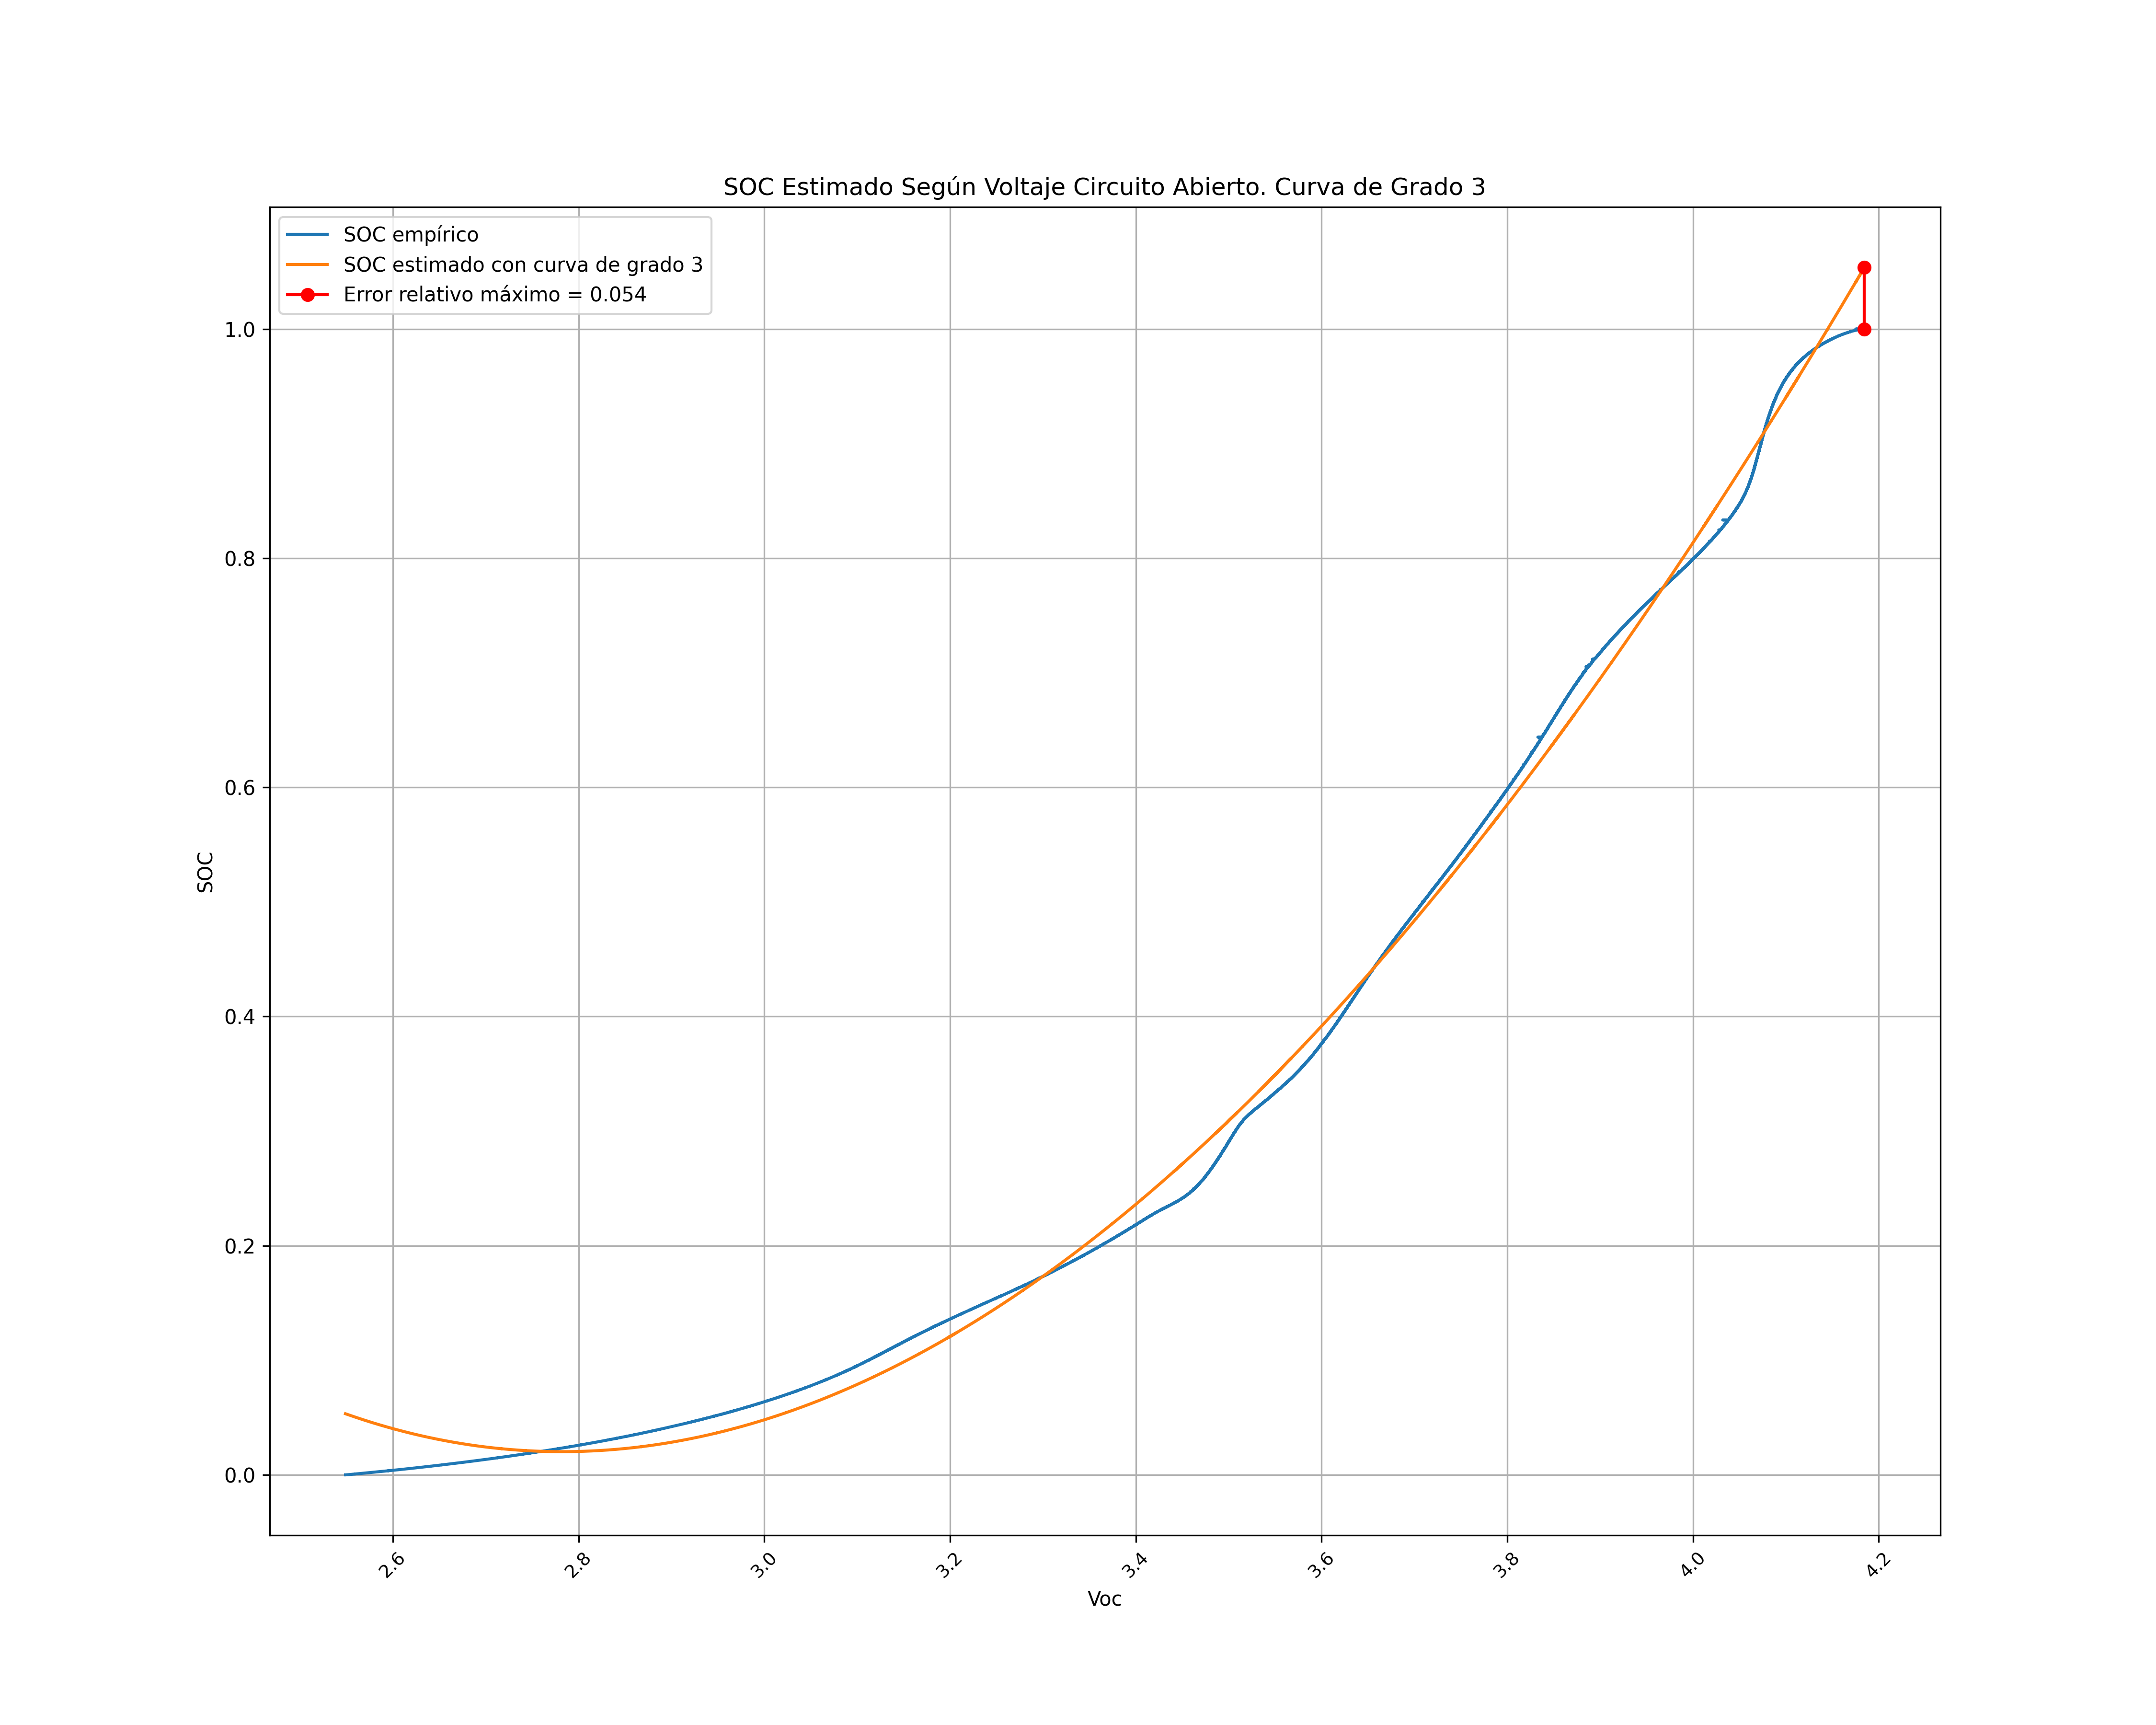 SOC Estimado Según Voltaje Circuito Abierto. Curva de Grado 3
SOC empírico
SOC estimado con curva de grado 3
Error relativo máximo = 0.054
1.0
0.8
0.6
0.4
0.2
0.0
SOC
2.6
2.8
3.0
3.2
3.4
3.6
3.8
4.0
4.2
Voc